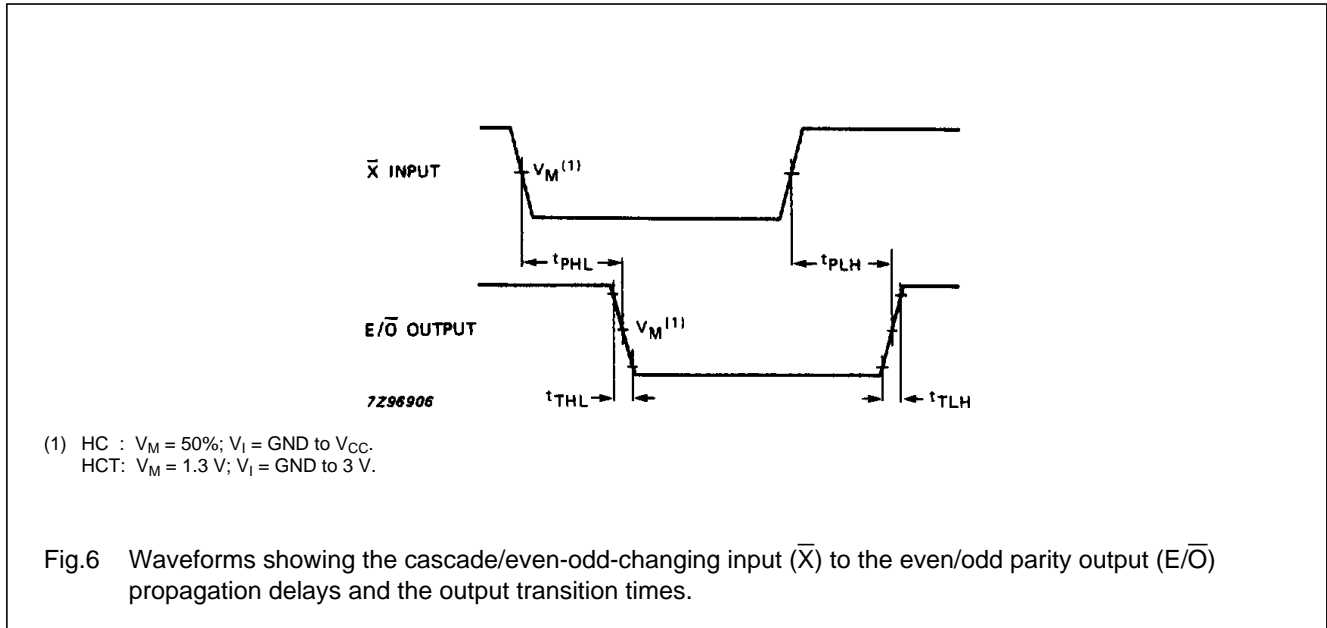 X̅ INPUT
V_M (1)
t_PHL
t_PLH
E/O̅ OUTPUT
V_M (1)
7Z96906
t_THL
t_TLH
(1) HC : V_M = 50%; V_I = GND to V_CC.
HCT: V_M = 1.3 V; V_I = GND to 3 V.
Fig.6 Waveforms showing the cascade/even-odd-changing input (X̅) to the even/odd parity output (E/O̅)
propagation delays and the output transition times.